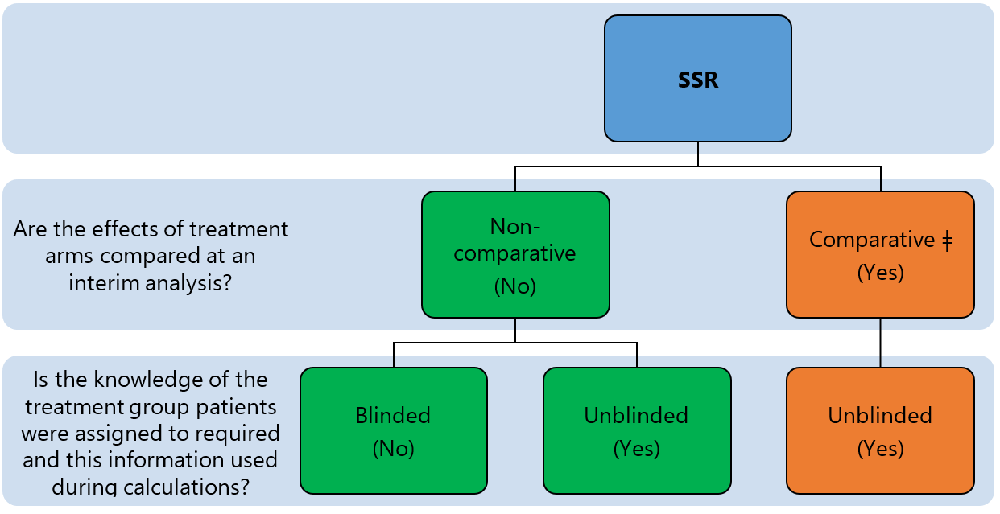 SSR
Are the effects of treatment
arms compared at an
interim analysis?
Non-
comparative
(No)
Comparative ‡
(Yes)
Is the knowledge of the
treatment group patients
were assigned to required
and this information used
during calculations?
Blinded
(No)
Unblinded
(Yes)
Unblinded
(Yes)